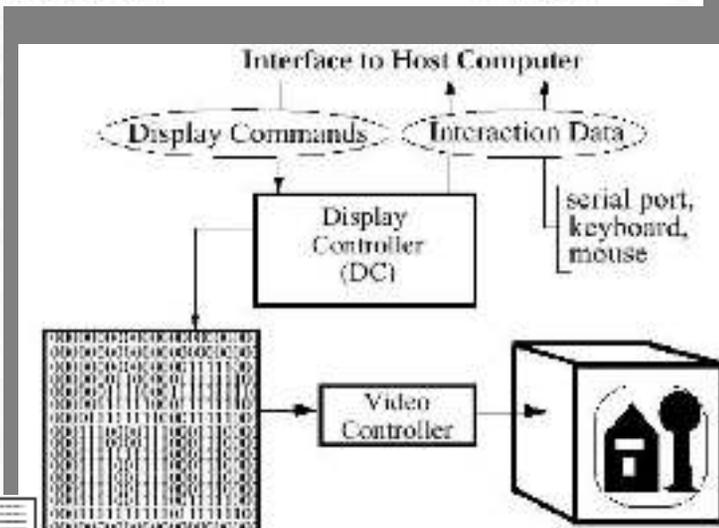 Interface to Host Computer
Display Commands
Interaction Data
Display
Controller
(DC)
serial port,
keyboard,
mouse
Video
Controller